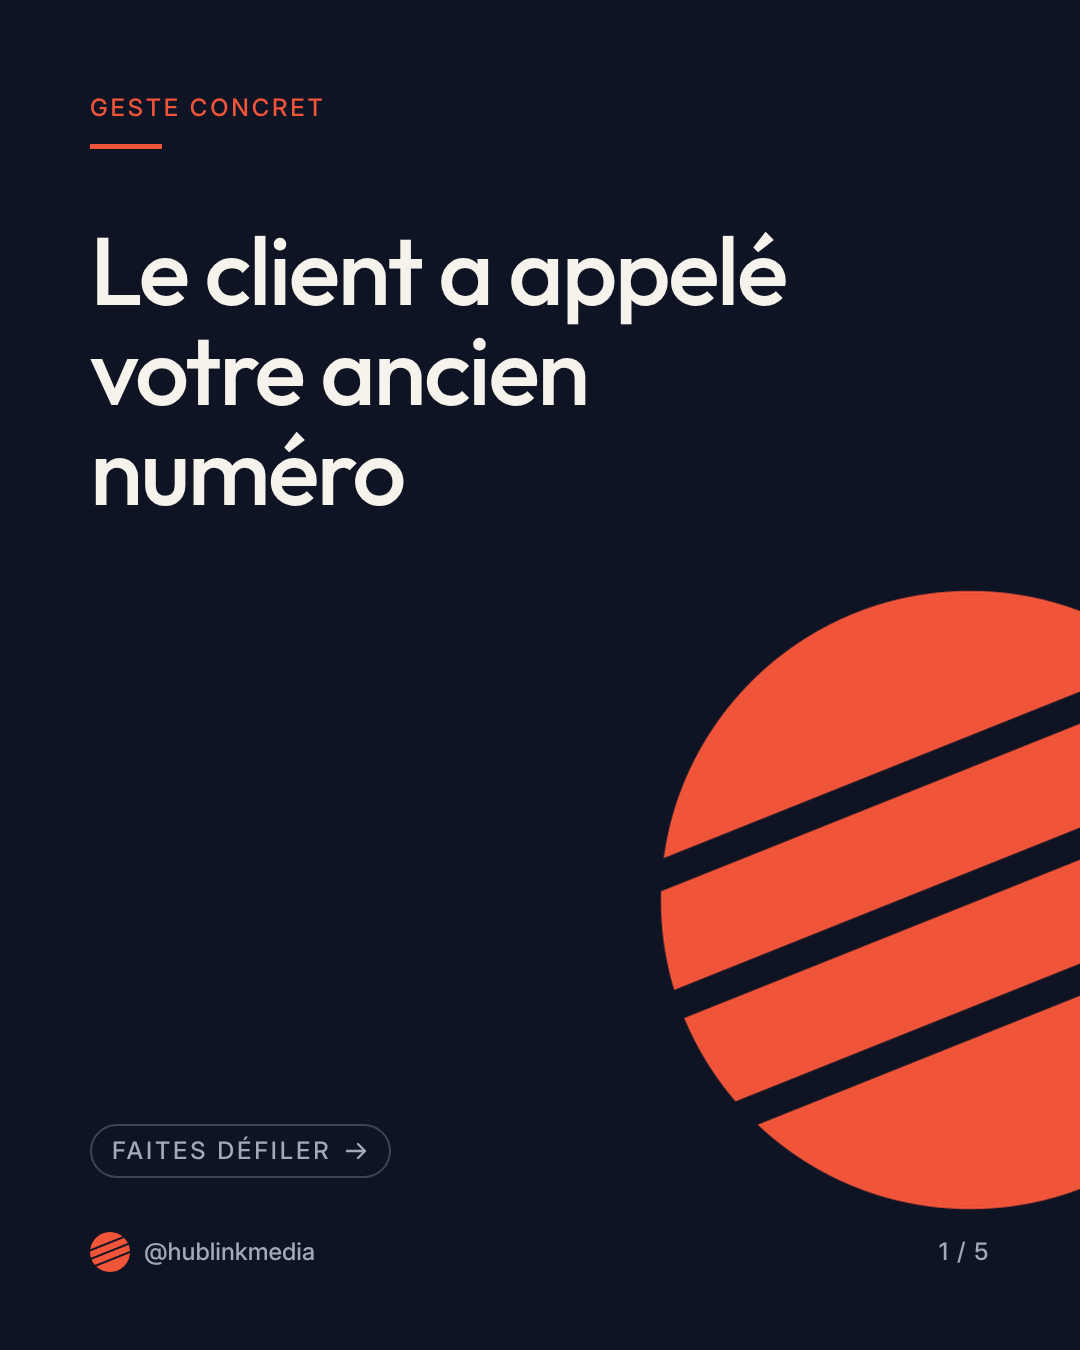 GESTE CONCRET
Le client a appelé
votre ancien
numéro
FAITES DÉFILER →
@hublinkmedia
1 / 5